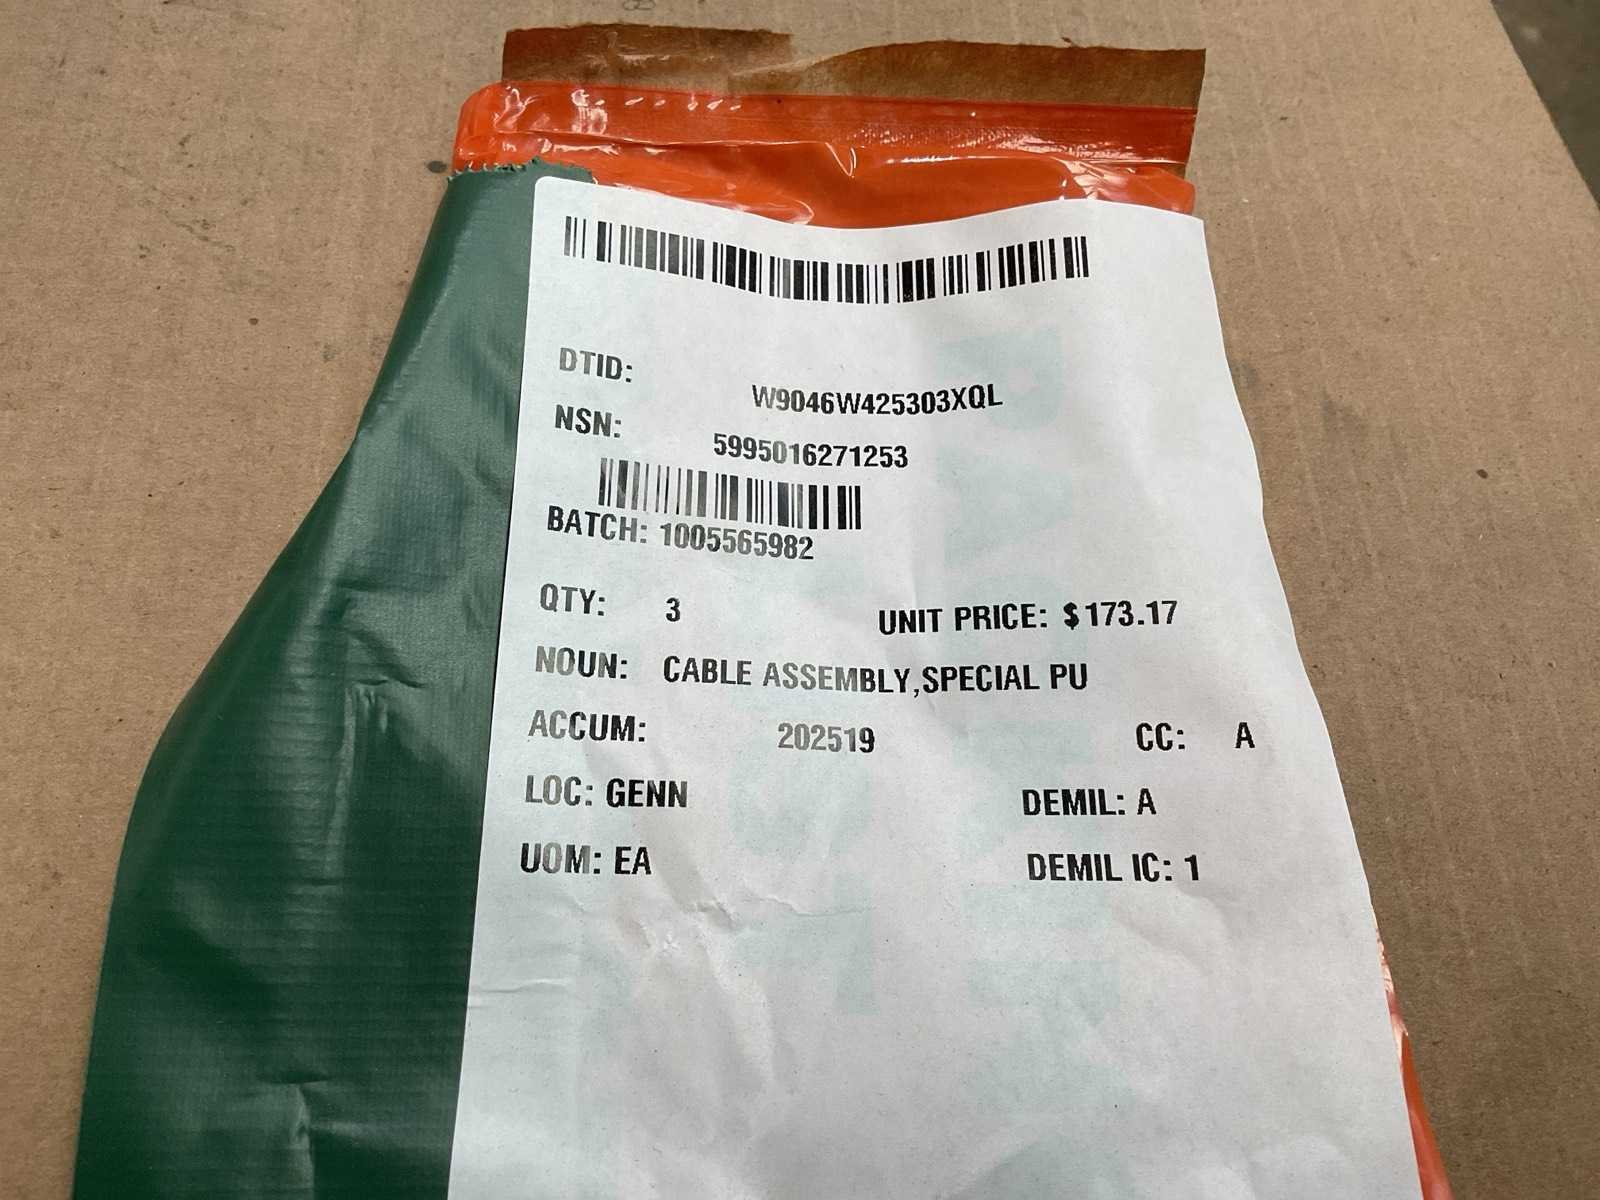 DTID: W9046W425303XQL
NSN: 5995016271253
BATCH: 1005565982
QTY: 3 UNIT PRICE: $173.17
NOUN: CABLE ASSEMBLY,SPECIAL PU
ACCUM: 202519 CC: A
LOC: GENN DEMIL: A
UOM: EA DEMIL IC: 1